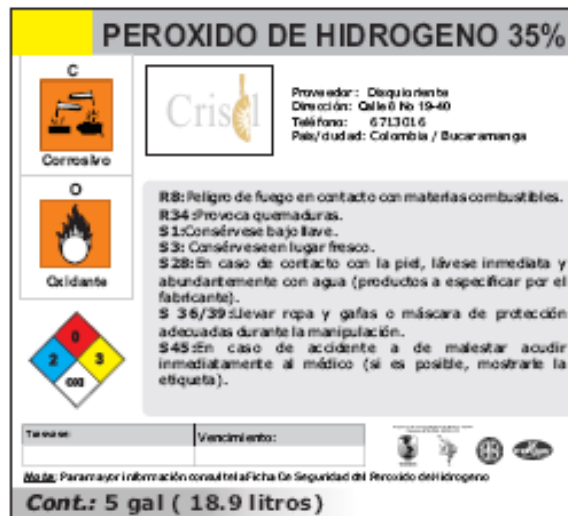 PEROXIDO DE HIDROGENO 35%
C
Corrosivo
Crisol
Proveedor: Disquioriente
Dirección: Calle 8 No 19-40
Teléfono: 6713016
País/ciudad: Colombia / Bucaramanga
O
Oxidante
R8:Peligro de fuego en contacto con materias combustibles.
R34:Provoca quemaduras.
S1:Consérvese bajo llave.
S3: Consérveseen lugar fresco.
S28:En caso de contacto con la piel, lávese inmediata y
abundantemente con agua (productos a especificar por el
fabricante).
S 36/39:Llevar ropa y gafas o máscara de protección
adecuadas durante la manipulación.
S45:En caso de accidente a de malestar acudir
inmediatamente al médico (si es posible, mostrarle la
etiqueta).
0
2
3
OXI
Vencimiento:
Nota: Para mayor información consulte la Ficha De Seguridad del Peroxido de Hidrogeno
Cont.: 5 gal ( 18.9 litros)